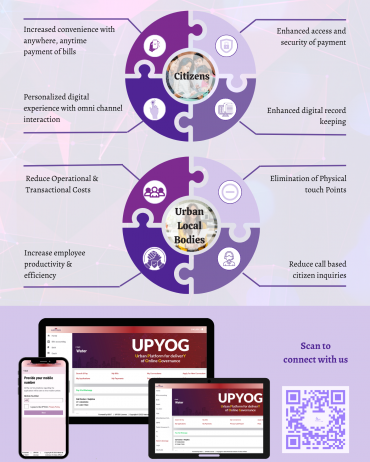 Increased convenience with
anywhere, anytime
payment of bills
Enhanced access and
security of payment
Citizens
Personalized digital
experience with omni channel
interaction
Enhanced digital record
keeping
Reduce Operational &
Transactional Costs
Elimination of Physical
touch Points
Urban
Local
Bodies
Increase employee
productivity &
efficiency
Reduce call based
citizen inquiries
Scan to
connect with us
UPYOG
Urban Platform for deliverY
of Online Governance
Water
Provide your mobile
number
UPYOG
Urban Platform for deliverY
of Online Governance
Water